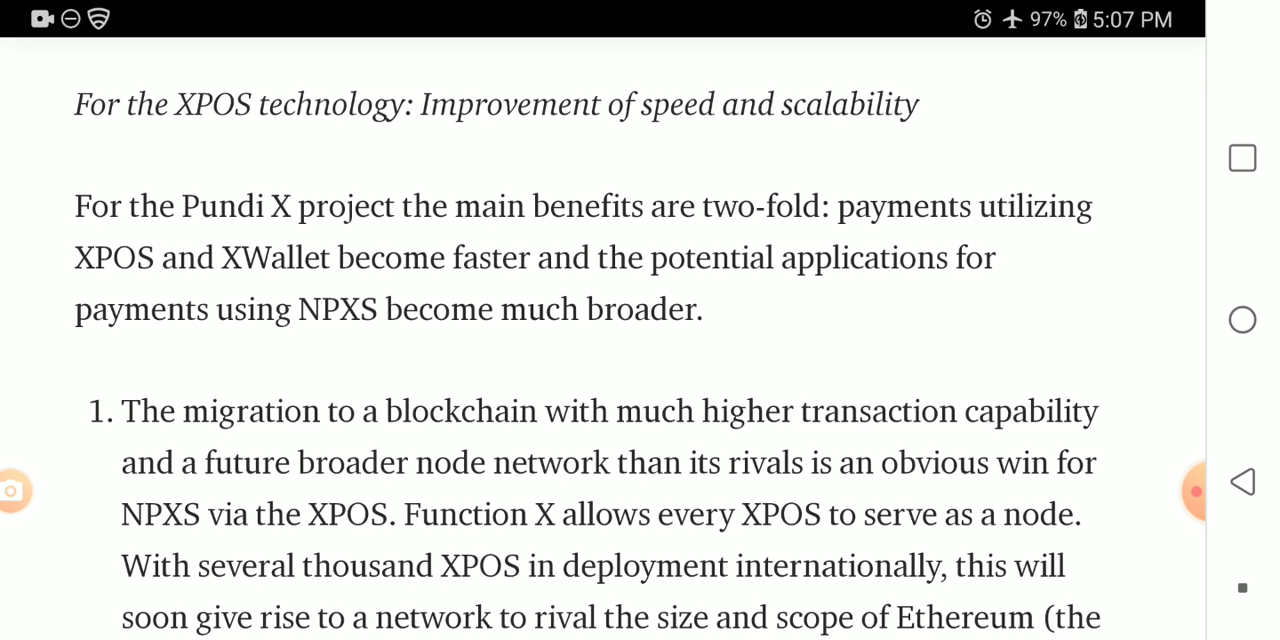 97% 5:07 PM
For the XPOS technology: Improvement of speed and scalability
For the Pundi X project the main benefits are two-fold: payments utilizing
XPOS and XWallet become faster and the potential applications for
payments using NPXS become much broader.
1. The migration to a blockchain with much higher transaction capability
and a future broader node network than its rivals is an obvious win for
NPXS via the XPOS. Function X allows every XPOS to serve as a node.
With several thousand XPOS in deployment internationally, this will
soon give rise to a network to rival the size and scope of Ethereum (the